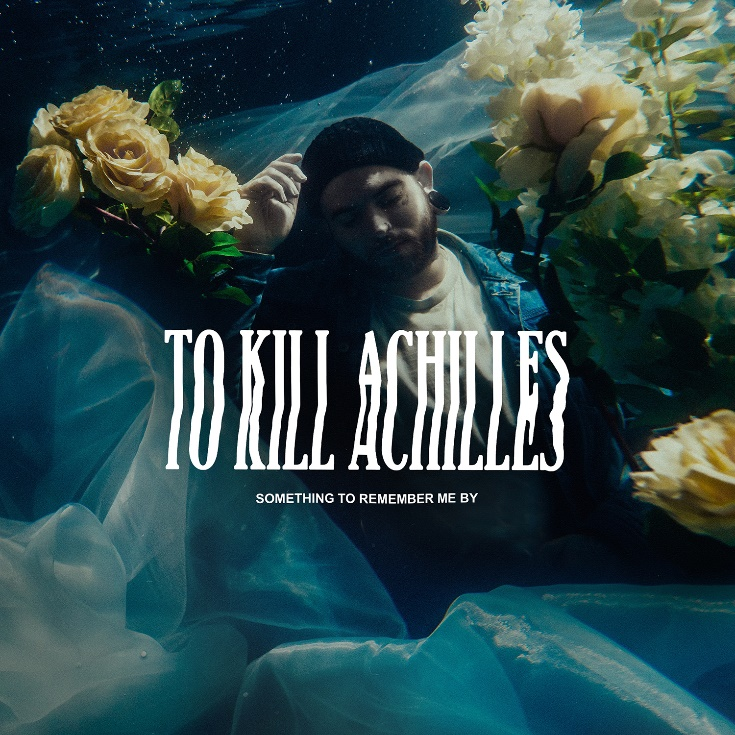 TO KILL ACHILLES
SOMETHING TO REMEMBER ME BY